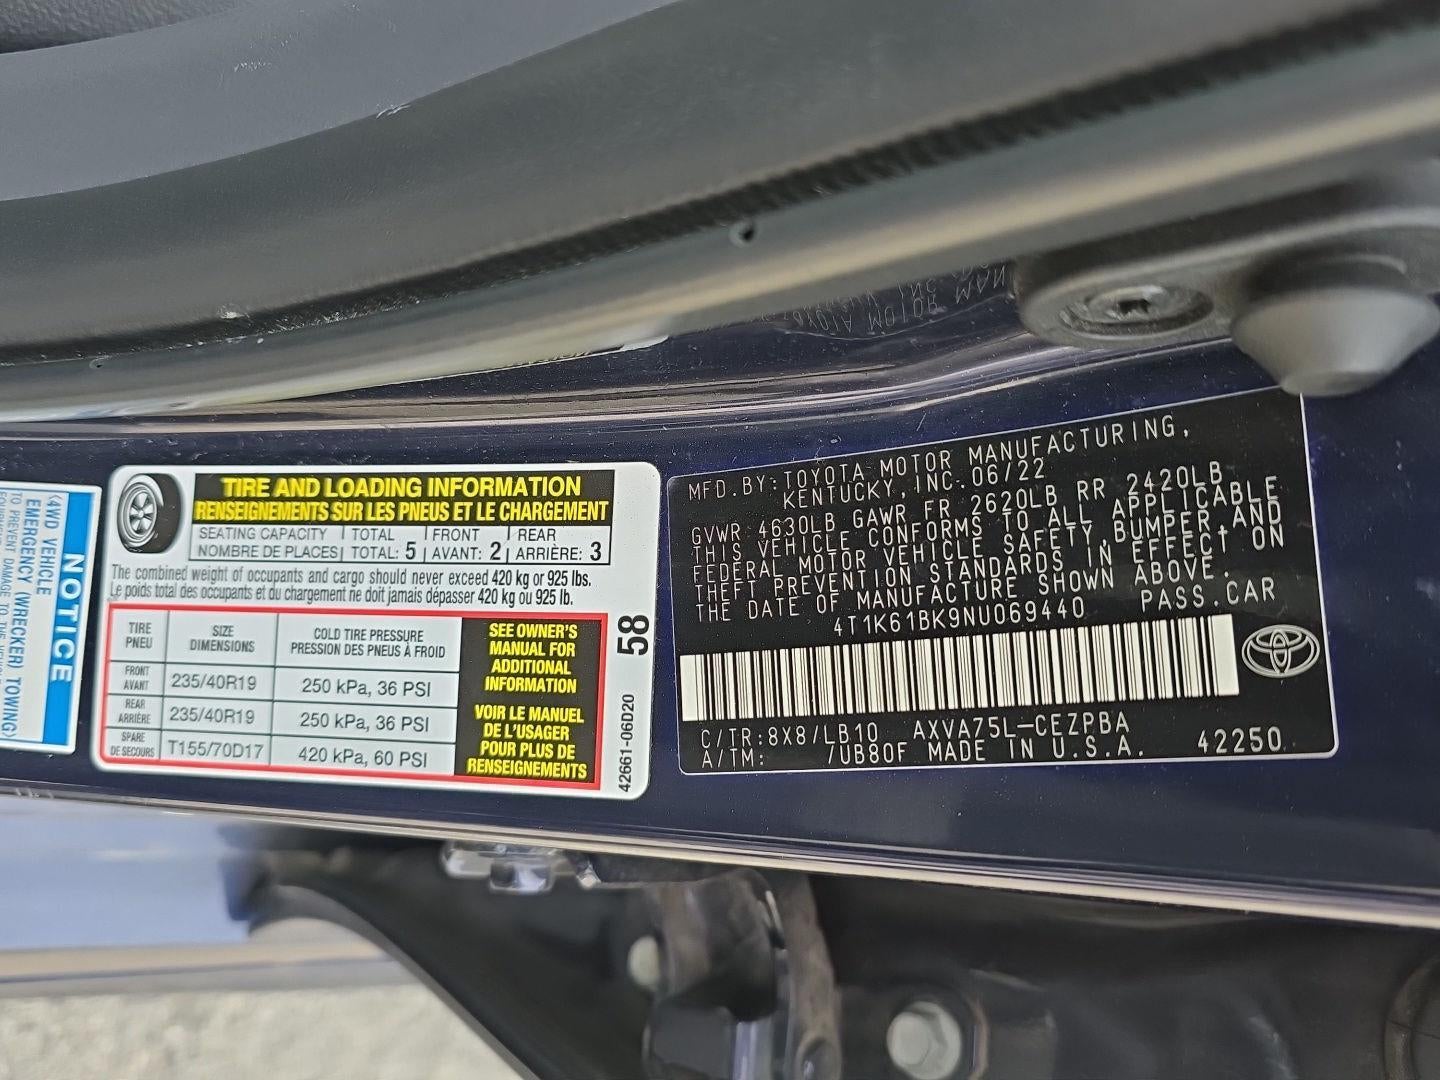 NOTICE
(4WD VEHICLE
EMERGENCY (WRECKER) TOWING)
TO PREVENT DAMAGE TO THE VEHICLE
TIRE AND LOADING INFORMATION
RENSEIGNEMENTS SUR LES PNEUS ET LE CHARGEMENT
SEATING CAPACITY | TOTAL | FRONT | REAR
NOMBRE DE PLACES | TOTAL: 5 | AVANT: 2 | ARRIÈRE: 3
The combined weight of occupants and cargo should never exceed 420 kg or 925 lbs.
Le poids total des occupants et du chargement ne doit jamais dépasser 420 kg ou 925 lb.
TIRE
PNEU
SIZE
DIMENSIONS
COLD TIRE PRESSURE
PRESSION DES PNEUS À FROID
FRONT
AVANT
235/40R19
250 kPa, 36 PSI
REAR
ARRIÈRE
235/40R19
250 kPa, 36 PSI
SPARE
DE SECOURS
T155/70D17
420 kPa, 60 PSI
SEE OWNER'S
MANUAL FOR
ADDITIONAL
INFORMATION
VOIR LE MANUEL
DE L'USAGER
POUR PLUS DE
RENSEIGNEMENTS
58
42661-06D20
MFD.BY: TOYOTA MOTOR MANUFACTURING,
KENTUCKY, INC. 06/22
GVWR 4630LB GAWR FR 2620LB RR 2420LB
THIS VEHICLE CONFORMS TO ALL APPLICABLE
FEDERAL MOTOR VEHICLE SAFETY, BUMPER, AND
THEFT PREVENTION STANDARDS IN EFFECT ON
THE DATE OF MANUFACTURE SHOWN ABOVE.
4T1K61BK9NU069440 PASS.CAR
C/TR: 8X8/LB10 AXVA75L-CEZPBA
A/TM: /UB80F MADE IN U.S.A. 42250